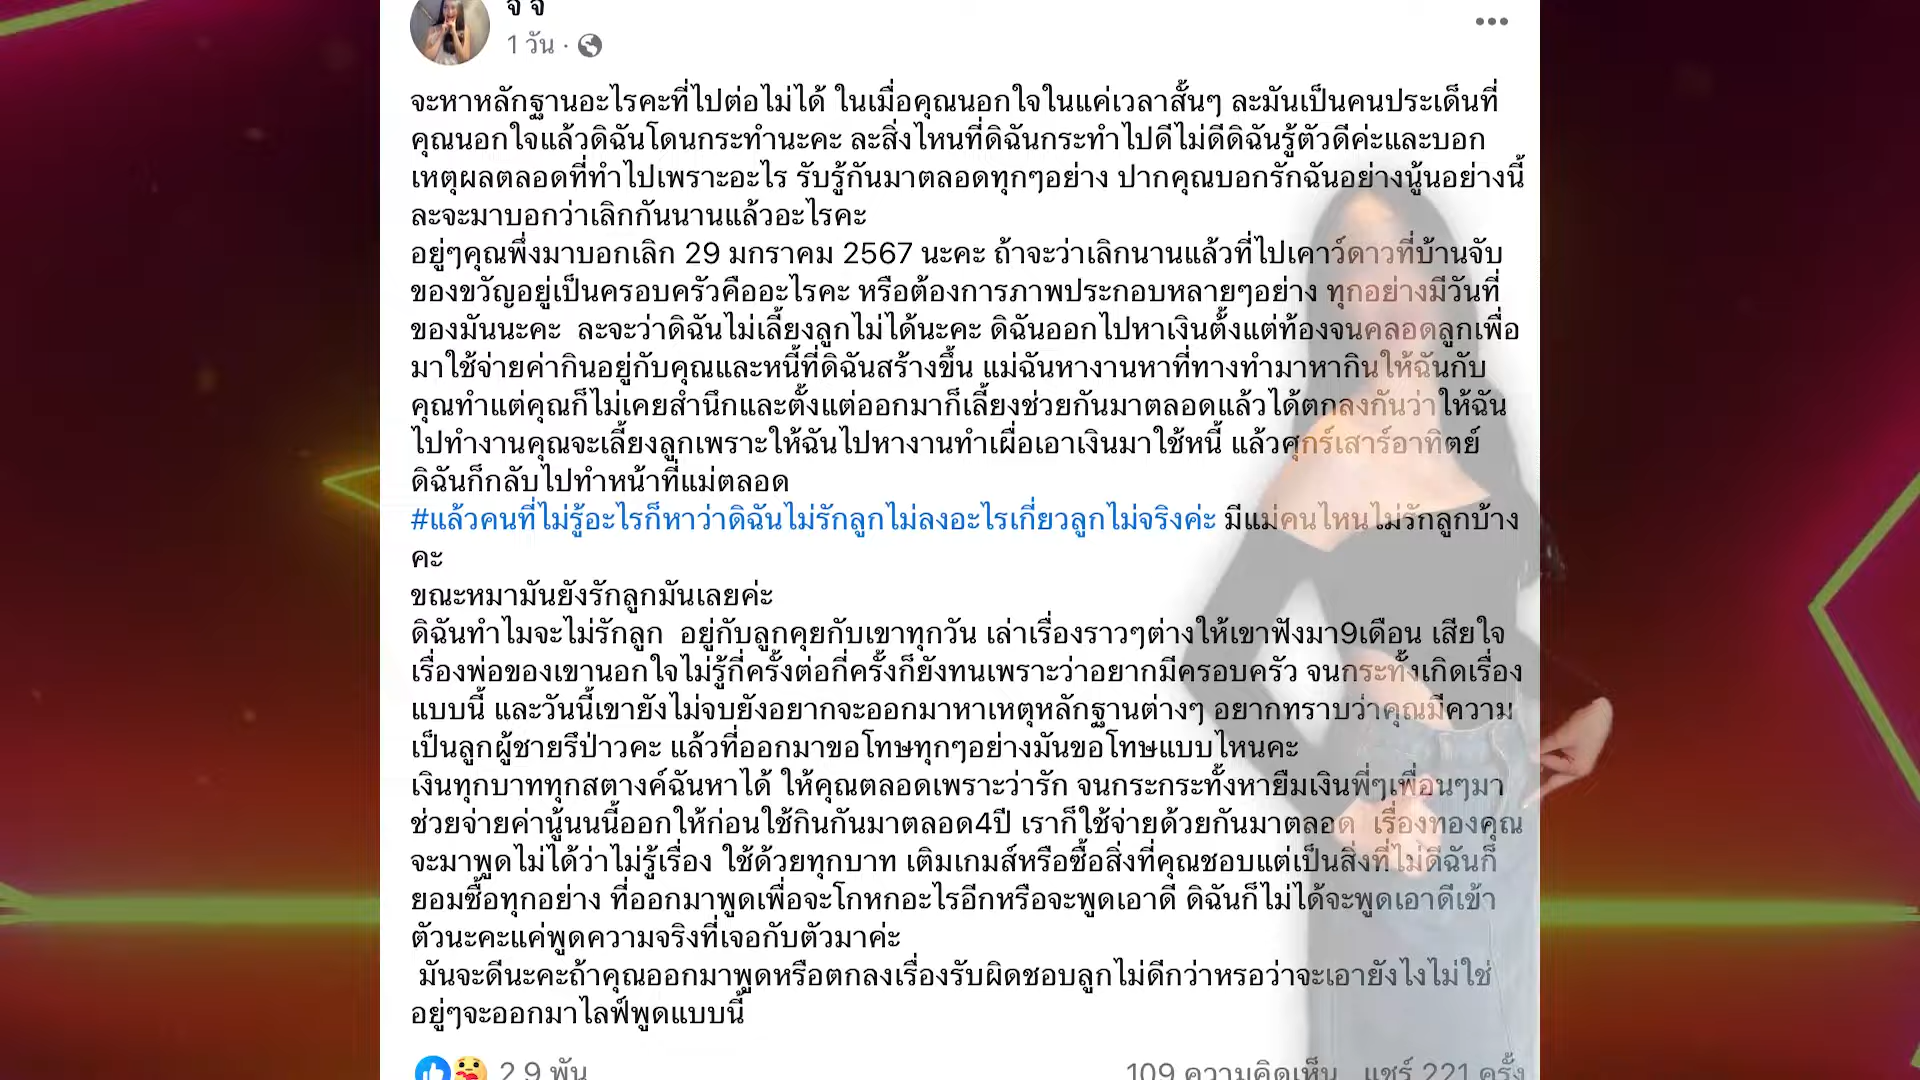 จ จ
1 วัน ·
จะหาหลักฐานอะไรคะที่ไปต่อไม่ได้ ในเมื่อคุณนอกใจในแค่เวลาสั้นๆ ละมันเป็นคนประเด็นที่
คุณนอกใจแล้วดิฉันโดนกระทำนะคะ ละสิ่งไหนที่ดิฉันกระทำไปดีไม่ดีดิฉันรู้ตัวดีค่ะและบอก
เหตุผลตลอดที่ทำไปเพราะอะไร รับรู้กันมาตลอดทุกๆอย่าง ปากคุณบอกรักฉันอย่างนู้นอย่างนี้
ละจะมาบอกว่าเลิกกันนานแล้วอะไรคะ
อยู่ๆคุณพึ่งมาบอกเลิก 29 มกราคม 2567 นะคะ ถ้าจะว่าเลิกนานแล้วที่ไปเคาว์ดาวที่บ้านจับ
ของขวัญอยู่เป็นครอบครัวคืออะไรคะ หรือต้องการภาพประกอบหลายๆอย่าง ทุกอย่างมีวันที่
ของมันนะคะ ละจะว่าดิฉันไม่เลี้ยงลูกไม่ได้นะคะ ดิฉันออกไปหาเงินตั้งแต่ท้องจนคลอดลูกเพื่อ
มาใช้จ่ายค่ากินอยู่กับคุณและหนี้ที่ดิฉันสร้างขึ้น แม่ฉันหางานหาที่ทางทำมาหากินให้ฉันกับ
คุณทำแต่คุณก็ไม่เคยสำนึกและตั้งแต่ออกมาก็เลี้ยงช่วยกันมาตลอดแล้วได้ตกลงกันว่าให้ฉัน
ไปทำงานคุณจะเลี้ยงลูกเพราะให้ฉันไปหางานทำเผื่อเอาเงินมาใช้หนี้ แล้วศุกร์เสาร์อาทิตย์
ดิฉันก็กลับไปทำหน้าที่แม่ตลอด
#แล้วคนที่ไม่รู้อะไรก็หาว่าดิฉันไม่รักลูกไม่ลงอะไรเกี่ยวลูกไม่จริงค่ะ มีแม่คนไหนไม่รักลูกบ้าง
คะ
ขณะหมามันยังรักลูกมันเลยค่ะ
ดิฉันทำไมจะไม่รักลูก อยู่กับลูกคุยกับเขาทุกวัน เล่าเรื่องราวๆต่างให้เขาฟังมา9เดือน เสียใจ
เรื่องพ่อของเขานอกใจไม่รู้กี่ครั้งต่อกี่ครั้งก็ยังทนเพราะว่าอยากมีครอบครัว จนกระทั้งเกิดเรื่อง
แบบนี้ และวันนี้เขายังไม่จบยังอยากจะออกมาหาเหตุหลักฐานต่างๆ อยากทราบว่าคุณมีความ
เป็นลูกผู้ชายรึป่าวคะ แล้วที่ออกมาขอโทษทุกๆอย่างมันขอโทษแบบไหนคะ
เงินทุกบาททุกสตางค์ฉันหาได้ ให้คุณตลอดเพราะว่ารัก จนกระกระทั้งหายืมเงินพี่ๆเพื่อนๆมา
ช่วยจ่ายค่านู้นนนี้ออกให้ก่อนใช้กินกันมาตลอด4ปี เราก็ใช้จ่ายด้วยกันมาตลอด เรื่องทองคุณ
จะมาพูดไม่ได้ว่าไม่รู้เรื่อง ใช้ด้วยทุกบาท เติมเกมส์หรือซื้อสิ่งที่คุณชอบแต่เป็นสิ่งที่ไม่ดีฉันก็
ยอมซื้อทุกอย่าง ที่ออกมาพูดเพื่อจะโกหกอะไรอีกหรือจะพูดเอาดี ดิฉันก็ไม่ได้จะพูดเอาดีเข้า
ตัวนะคะแค่พูดความจริงที่เจอกับตัวมาค่ะ
มันจะดีนะคะถ้าคุณออกมาพูดหรือตกลงเรื่องรับผิดชอบลูกไม่ดีกว่าหรอว่าจะเอายังไงไม่ใช่
อยู่ๆจะออกมาไลฟ์พูดแบบนี้
2.9 พัน 109 ความคิดเห็น แชร์ 221 ครั้ง